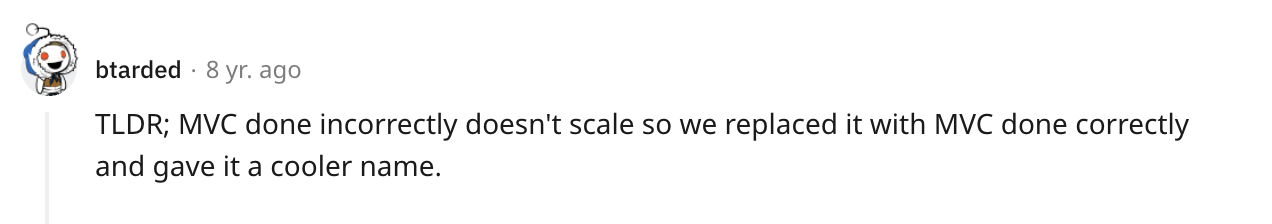 btarded · 8 yr. ago
TLDR; MVC done incorrectly doesn't scale so we replaced it with MVC done correctly
and gave it a cooler name.